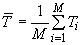 T̅ = 1/M ∑_{i=1}^{M} T_i